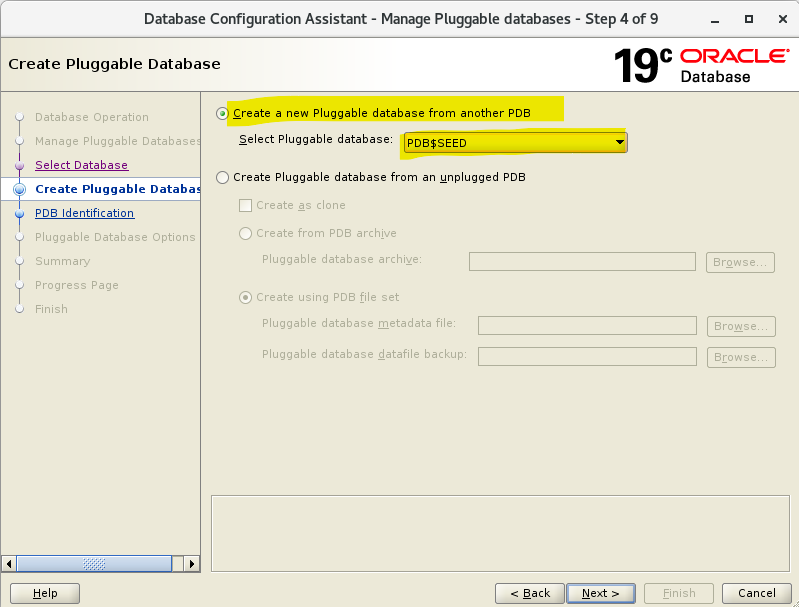 Database Configuration Assistant - Manage Pluggable databases - Step 4 of 9
Create Pluggable Database
19c ORACLE
Database
Database Operation
Manage Pluggable Databases
Select Database
Create Pluggable Databas
PDB Identification
Pluggable Database Options
Summary
Progress Page
Finish
Create a new Pluggable database from another PDB
Select Pluggable database: PDB$SEED
Create Pluggable database from an unplugged PDB
Create as clone
Create from PDB archive
Pluggable database archive: Browse...
Create using PDB file set
Pluggable database metadata file: Browse...
Pluggable database datafile backup: Browse...
Help < Back Next > Finish Cancel